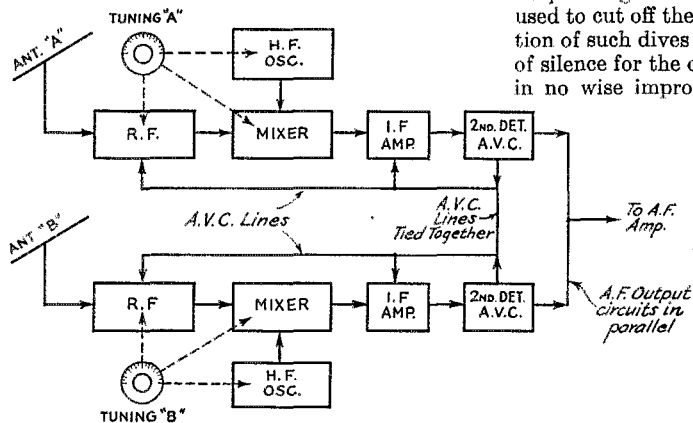 used to cut off the
tion of such dives
of silence for the
in no wise impro
TUNING "A"
ANT. "A"
H.F.
OSC.
R.F.
MIXER
I.F
AMP.
2ND. DET.
A.V.C.
A.V.C. Lines
A.V.C.
Lines
Tied Together
To A.F.
Amp.
ANT "B"
R.F
MIXER
I.F
AMP.
2ND. DET.
A.V.C.
A.F. Output
circuits in
parallel
H.F.
OSC.
TUNING "B"